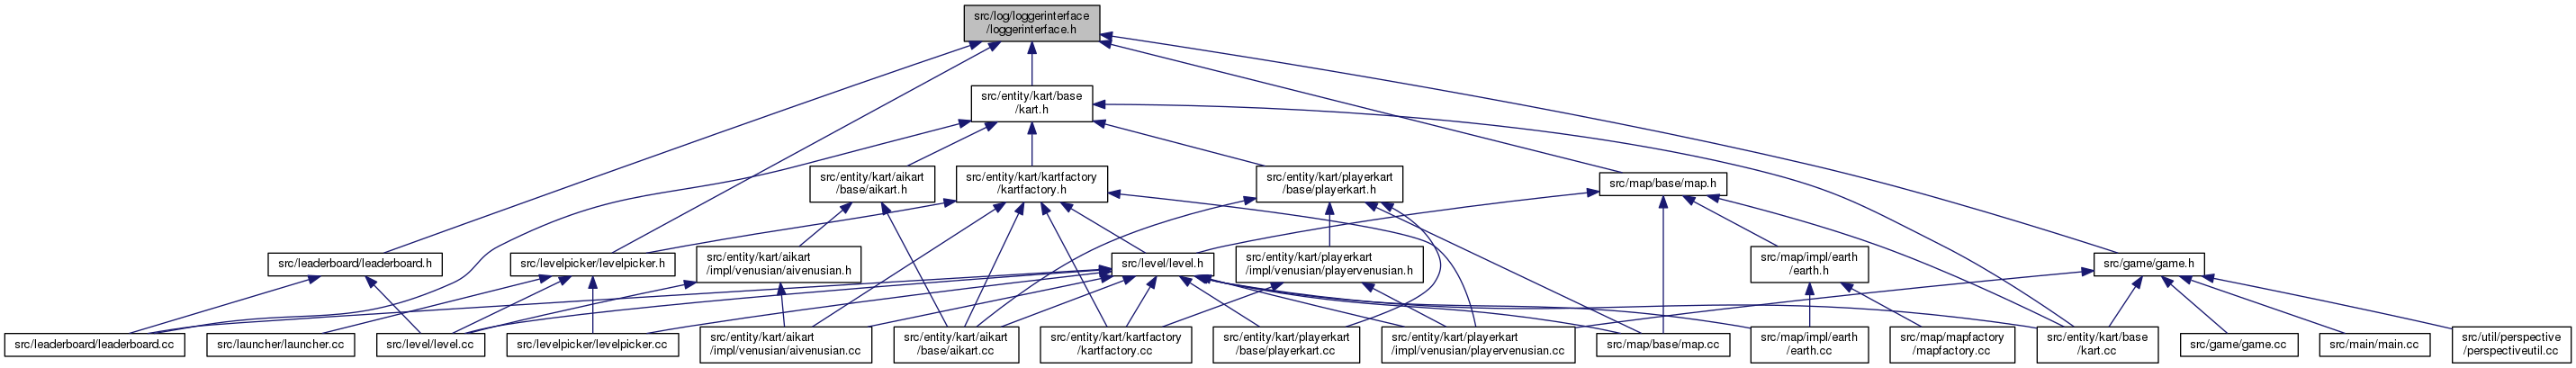 src/log/loggerinterface
/loggerinterface.h
src/entity/kart/base
/kart.h
src/entity/kart/aikart
/base/aikart.h
src/entity/kart/kartfactory
/kartfactory.h
src/entity/kart/playerkart
/base/playerkart.h
src/map/base/map.h
src/leaderboard/leaderboard.h
src/levelpicker/levelpicker.h
src/entity/kart/aikart
/impl/venusian/aivenusian.h
src/level/level.h
src/entity/kart/playerkart
/impl/venusian/playervenusian.h
src/map/impl/earth
/earth.h
src/game/game.h
src/leaderboard/leaderboard.cc
src/launcher/launcher.cc
src/level/level.cc
src/levelpicker/levelpicker.cc
src/entity/kart/aikart
/impl/venusian/aivenusian.cc
src/entity/kart/aikart
/base/aikart.cc
src/entity/kart/kartfactory
/kartfactory.cc
src/entity/kart/playerkart
/base/playerkart.cc
src/entity/kart/playerkart
/impl/venusian/playervenusian.cc
src/map/base/map.cc
src/map/impl/earth
/earth.cc
src/map/mapfactory
/mapfactory.cc
src/entity/kart/base
/kart.cc
src/game/game.cc
src/main/main.cc
src/util/perspective
/perspectiveutil.cc